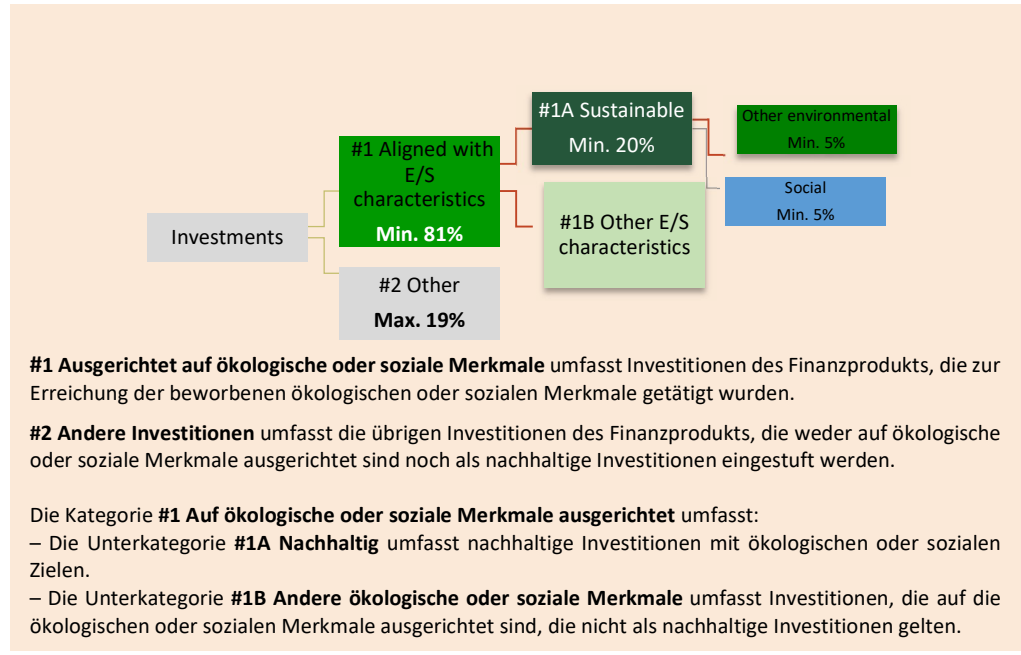 #1A Sustainable
Min. 20%
Other environmental
Min. 5%
#1 Aligned with
E/S
characteristics
Min. 81%
Social
Min. 5%
#1B Other E/S
characteristics
Investments
#2 Other
Max. 19%
#1 Ausgerichtet auf ökologische oder soziale Merkmale umfasst Investitionen des Finanzprodukts, die zur
Erreichung der beworbenen ökologischen oder sozialen Merkmale getätigt wurden.
#2 Andere Investitionen umfasst die übrigen Investitionen des Finanzprodukts, die weder auf ökologische
oder soziale Merkmale ausgerichtet sind noch als nachhaltige Investitionen eingestuft werden.
Die Kategorie #1 Auf ökologische oder soziale Merkmale ausgerichtet umfasst:
– Die Unterkategorie #1A Nachhaltig umfasst nachhaltige Investitionen mit ökologischen oder sozialen
Zielen.
– Die Unterkategorie #1B Andere ökologische oder soziale Merkmale umfasst Investitionen, die auf die
ökologischen oder sozialen Merkmale ausgerichtet sind, die nicht als nachhaltige Investitionen gelten.